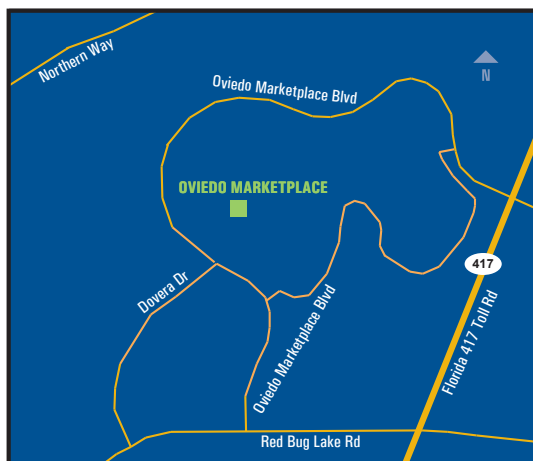 Northern Way
N
Oviedo Marketplace Blvd
OVIEDO MARKETPLACE
417
Dovera Dr
Oviedo Marketplace Blvd
Florida 417 Toll Rd
Red Bug Lake Rd